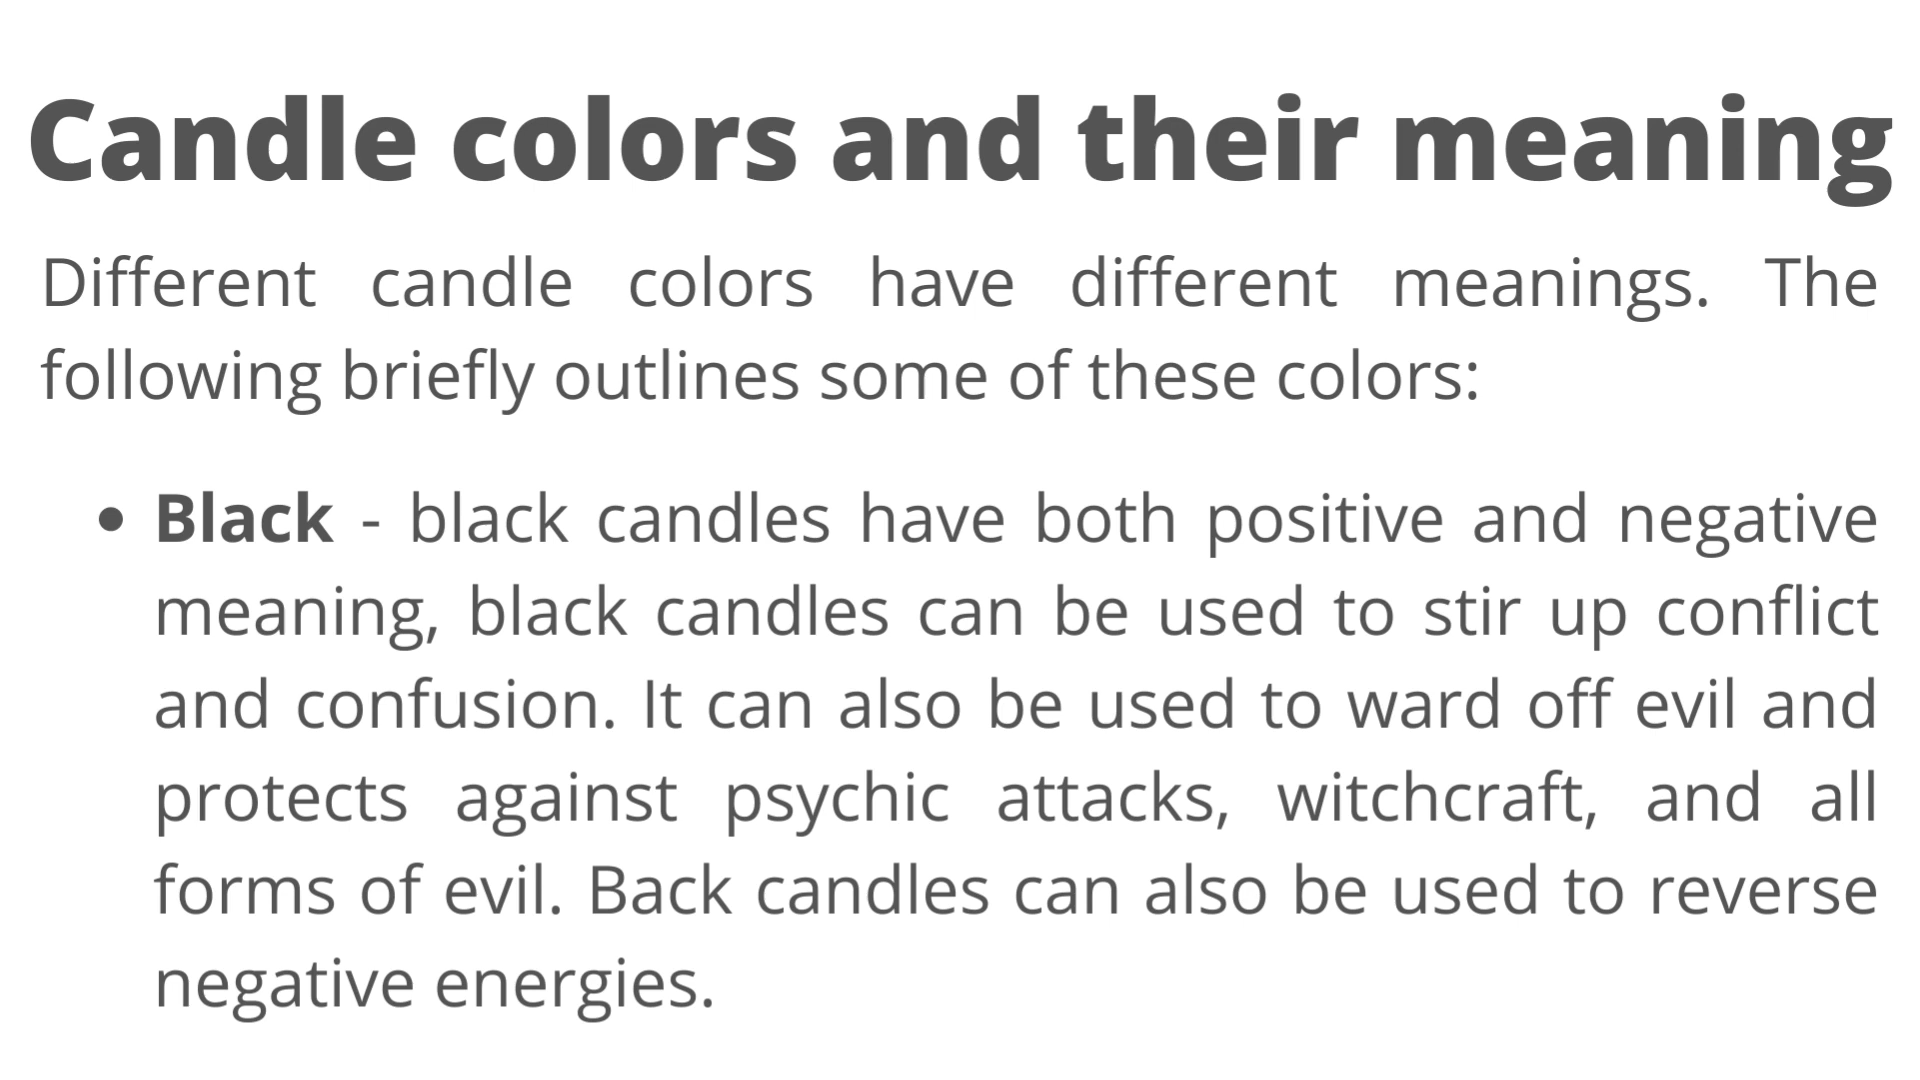 Candle colors and their meaning
Different candle colors have different meanings. The
following briefly outlines some of these colors:
• Black - black candles have both positive and negative
meaning, black candles can be used to stir up conflict
and confusion. It can also be used to ward off evil and
protects against psychic attacks, witchcraft, and all
forms of evil. Back candles can also be used to reverse
negative energies.